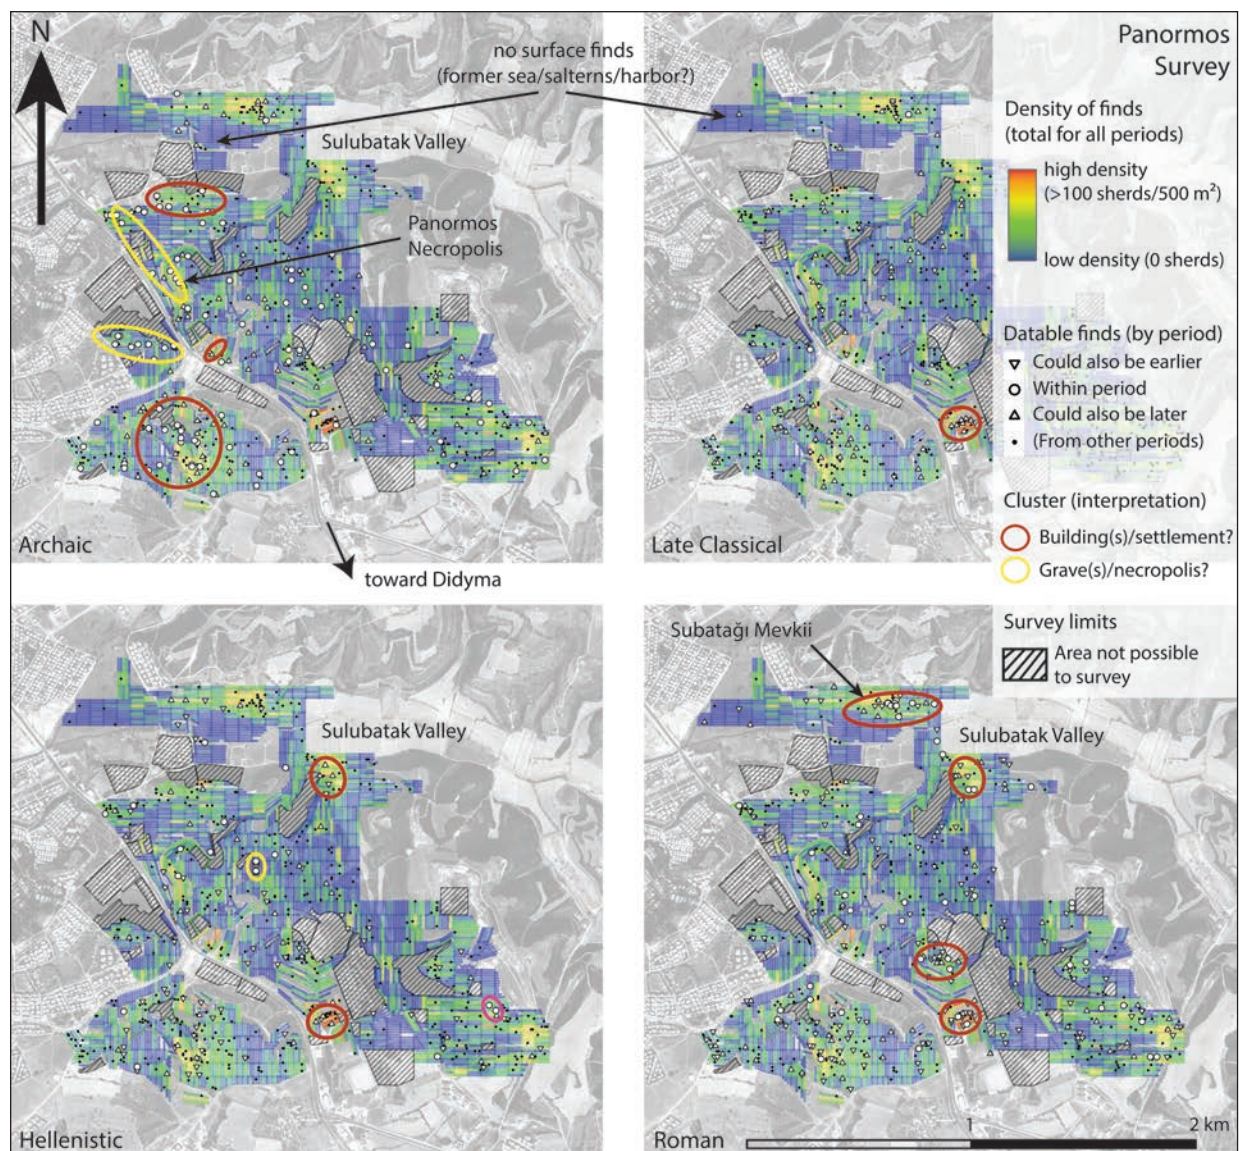 N
no surface finds
(former sea/salterns/harbor?)
Sulubatak Valley
Panormos
Necropolis
Archaic
toward Didyma
Late Classical
Panormos
Survey
Density of finds
(total for all periods)
high density
(>100 sherds/500 m²)
low density (0 sherds)
Datable finds (by period)
Could also be earlier
Within period
Could also be later
(From other periods)
Cluster (interpretation)
Building(s)/settlement?
Grave(s)/necropolis?
Survey limits
Area not possible
to survey
Sulubatak Valley
Hellenistic
Subatağı Mevkii
Sulubatak Valley
Roman
1
2 km